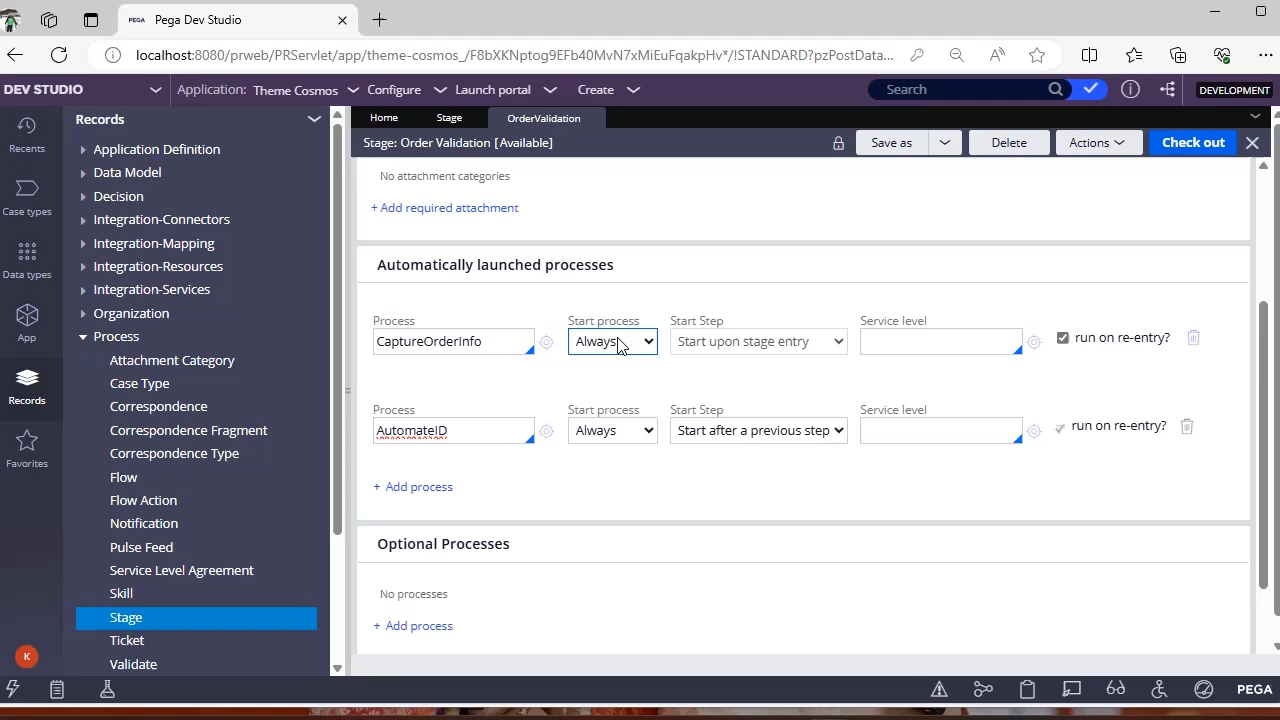 PEGA Pega Dev Studio
localhost:8080/prweb/PRServlet/app/theme-cosmos_/F8bXKNptog9EFb40MvN7xMiEuFqakpHv*/!STANDARD?pzPostData...
DEV STUDIO Application: Theme Cosmos Configure Launch portal Create Search DEVELOPMENT
Recents
Case types
Data types
App
Records
Favorites
K
Records
Application Definition
Data Model
Decision
Integration-Connectors
Integration-Mapping
Integration-Resources
Integration-Services
Organization
Process
Attachment Category
Case Type
Correspondence
Correspondence Fragment
Correspondence Type
Flow
Flow Action
Notification
Pulse Feed
Service Level Agreement
Skill
Stage
Ticket
Validate
Home Stage OrderValidation
Stage: Order Validation [Available] Save as Delete Actions Check out
No attachment categories
+ Add required attachment
Automatically launched processes
Process Start process Start Step Service level
CaptureOrderInfo Always Start upon stage entry run on re-entry?
Process Start process Start Step Service level
AutomateID Always Start after a previous step run on re-entry?
+ Add process
Optional Processes
No processes
+ Add process
PEGA